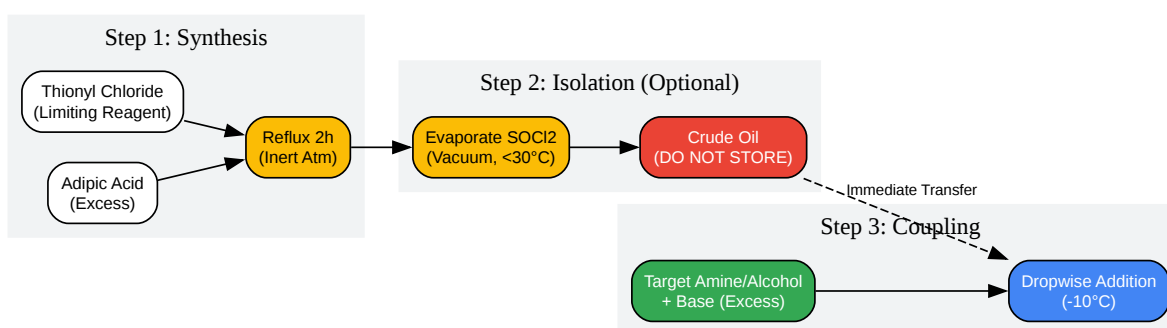 Step 1: Synthesis
Thionyl Chloride
(Limiting Reagent)
Adipic Acid
(Excess)
Reflux 2h
(Inert Atm)
Step 2: Isolation (Optional)
Evaporate SOCl2
(Vacuum, <30°C)
Crude Oil
(DO NOT STORE)
Immediate Transfer
Step 3: Coupling
Target Amine/Alcohol
+ Base (Excess)
Dropwise Addition
(-10°C)